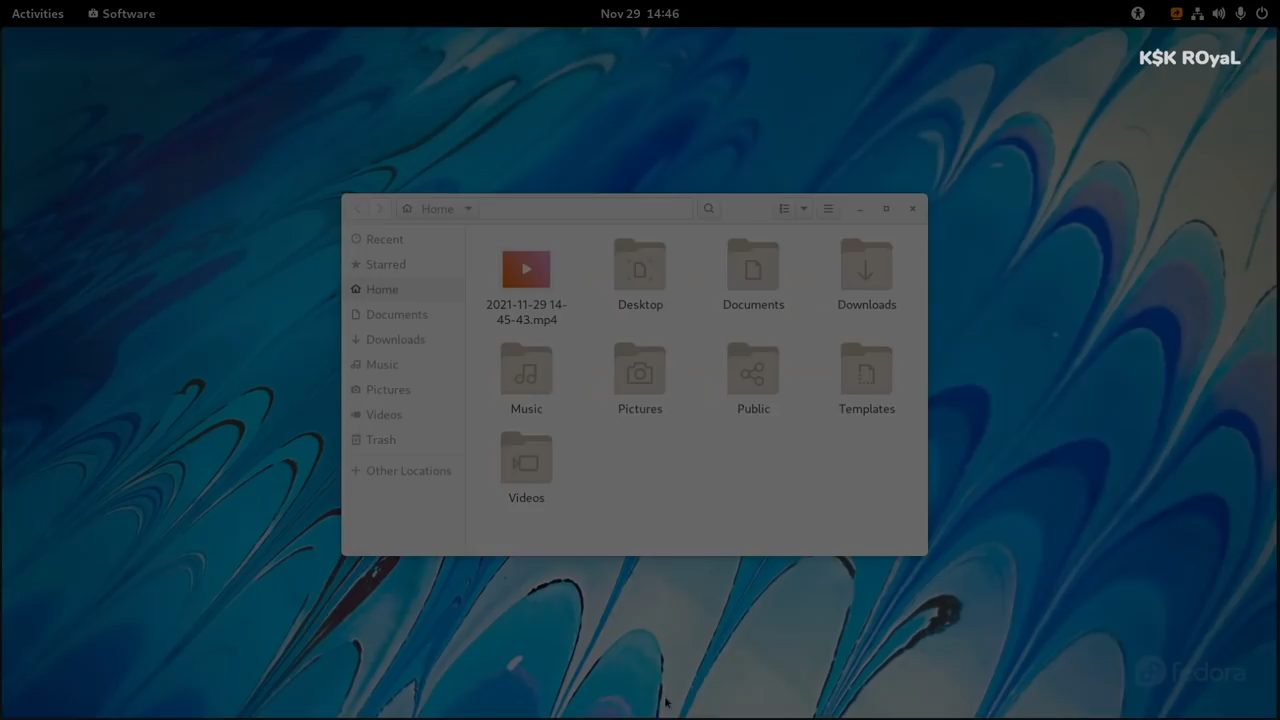 Activities Software Nov 29 14:46
K$K ROyaL
Home
Recent
Starred
Home
Documents
Downloads
Music
Pictures
Videos
Trash
Other Locations
2021-11-29 14-
45-43.mp4
Desktop
Documents
Downloads
Music
Pictures
Public
Templates
Videos
fedora